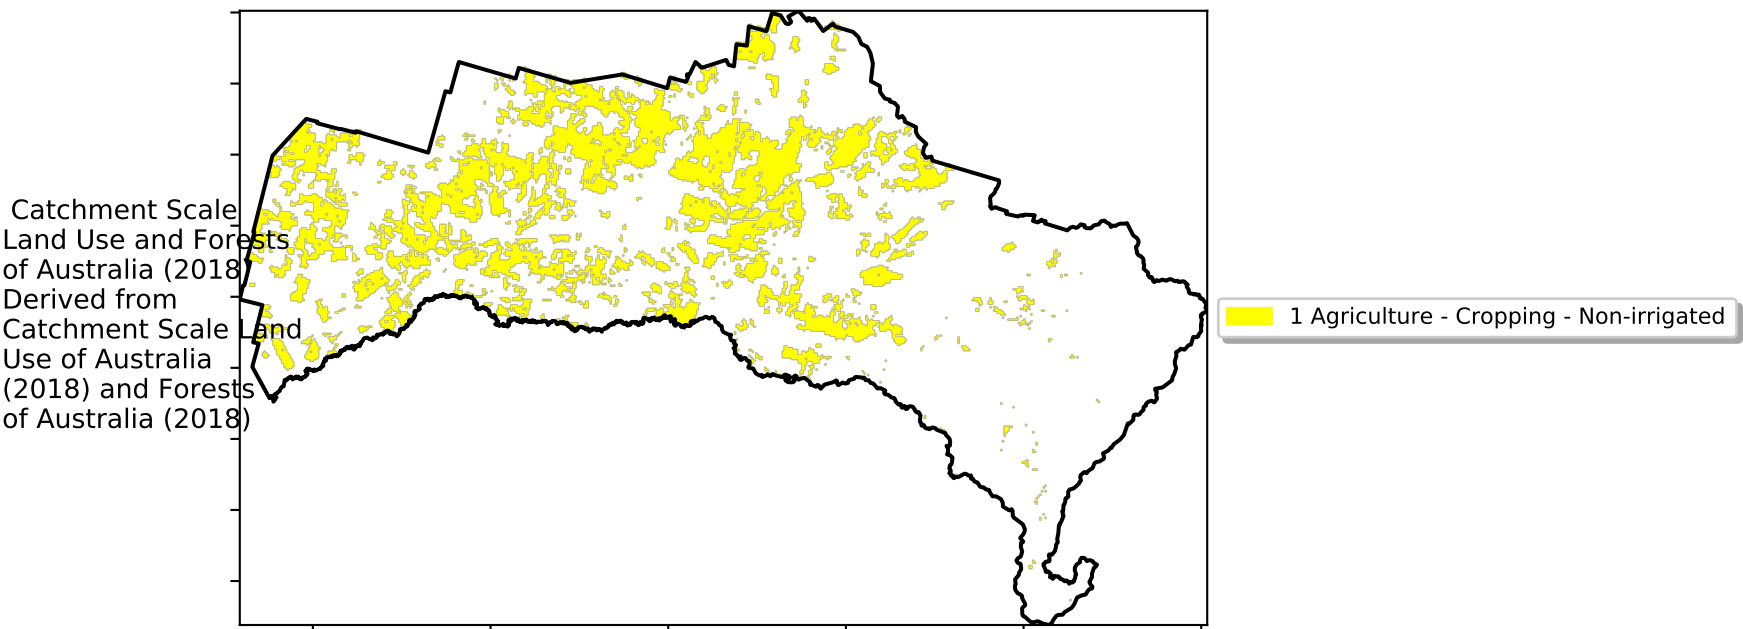 Catchment Scale
Land Use and Forests
of Australia (2018)
Derived from
Catchment Scale Land
Use of Australia
(2018) and Forests
of Australia (2018)
1 Agriculture - Cropping - Non-irrigated